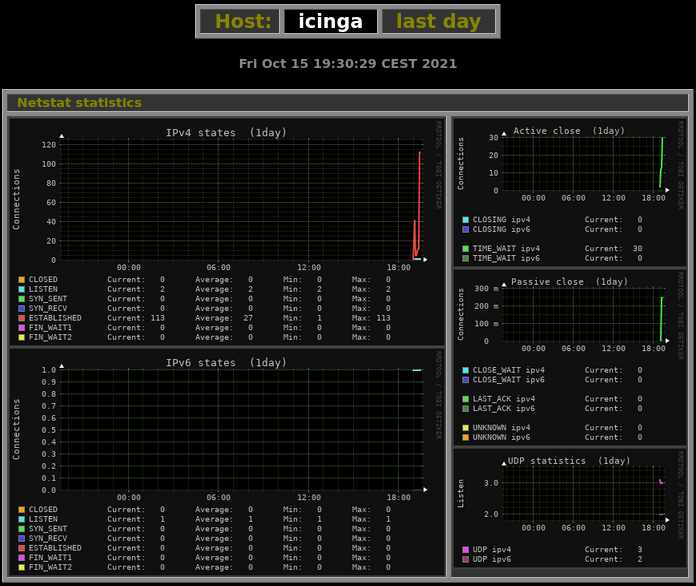 Host: icinga last day
Fri Oct 15 19:30:29 CEST 2021
Netstat statistics
IPv4 states (1day)
RRDTOOL / TOBI OETIKER
Connections
120
100
80
60
40
20
0
00:00 06:00 12:00 18:00
CLOSED Current: 0 Average: 0 Min: 0 Max: 0
LISTEN Current: 2 Average: 2 Min: 2 Max: 2
SYN_SENT Current: 0 Average: 0 Min: 0 Max: 0
SYN_RECV Current: 0 Average: 0 Min: 0 Max: 0
ESTABLISHED Current: 113 Average: 27 Min: 1 Max: 113
FIN_WAIT1 Current: 0 Average: 0 Min: 0 Max: 0
FIN_WAIT2 Current: 0 Average: 0 Min: 0 Max: 0
IPv6 states (1day)
RRDTOOL / TOBI OETIKER
Connections
1.0
0.9
0.8
0.7
0.6
0.5
0.4
0.3
0.2
0.1
0.0
00:00 06:00 12:00 18:00
CLOSED Current: 0 Average: 0 Min: 0 Max: 0
LISTEN Current: 1 Average: 1 Min: 1 Max: 1
SYN_SENT Current: 0 Average: 0 Min: 0 Max: 0
SYN_RECV Current: 0 Average: 0 Min: 0 Max: 0
ESTABLISHED Current: 0 Average: 0 Min: 0 Max: 0
FIN_WAIT1 Current: 0 Average: 0 Min: 0 Max: 0
FIN_WAIT2 Current: 0 Average: 0 Min: 0 Max: 0
Active close (1day)
RRDTOOL / TOBI OETIKER
Connections
30
20
10
0
00:00 06:00 12:00 18:00
CLOSING ipv4 Current: 0
CLOSING ipv6 Current: 0
TIME_WAIT ipv4 Current: 30
TIME_WAIT ipv6 Current: 0
Passive close (1day)
RRDTOOL / TOBI OETIKER
Connections
300 m
200 m
100 m
0
00:00 06:00 12:00 18:00
CLOSE_WAIT ipv4 Current: 0
CLOSE_WAIT ipv6 Current: 0
LAST_ACK ipv4 Current: 0
LAST_ACK ipv6 Current: 0
UNKNOWN ipv4 Current: 0
UNKNOWN ipv6 Current: 0
UDP statistics (1day)
RRDTOOL / TOBI OETIKER
Listen
3.0
2.0
00:00 06:00 12:00 18:00
UDP ipv4 Current: 3
UDP ipv6 Current: 2